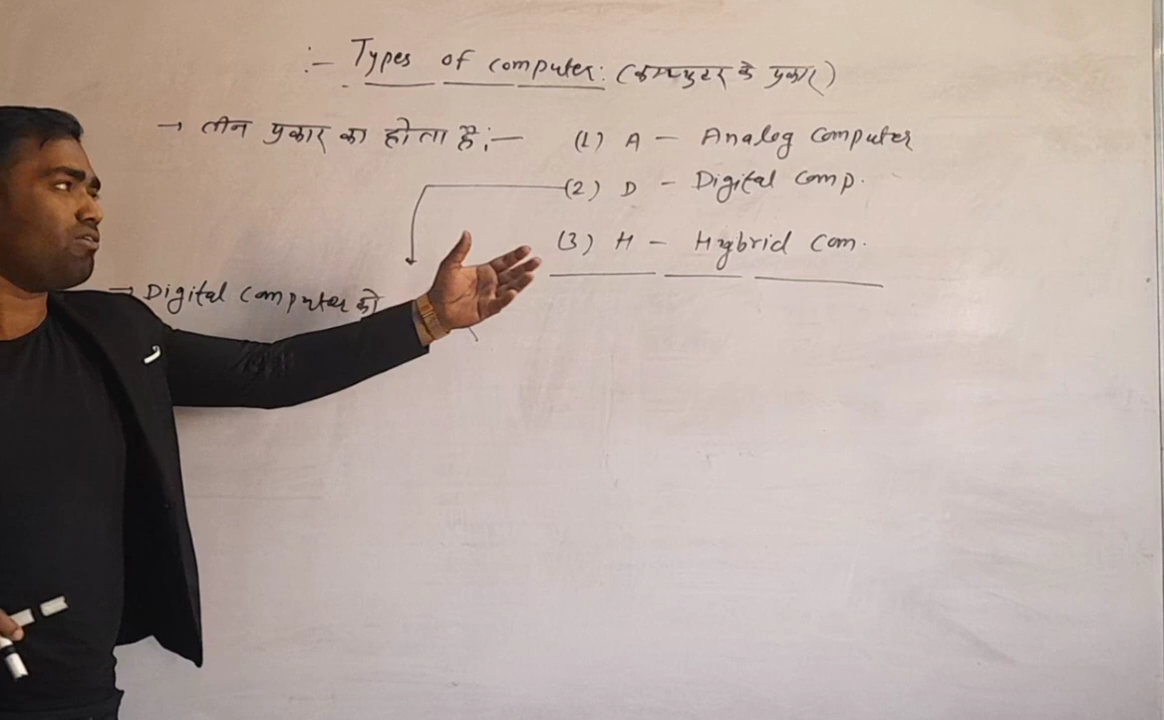 :- Types of computer: (कम्प्युटर के प्रकार)
→ तीन प्रकार का होता है:- (1) A - Analog computer
(2) D - Digital comp.
(3) H - Hybrid com.
→ Digital computer को